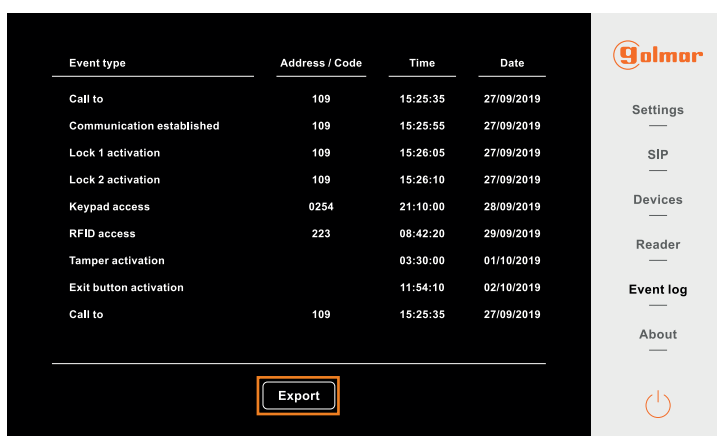 Event type Address / Code Time Date
Call to 109 15:25:35 27/09/2019
Communication established 109 15:25:55 27/09/2019
Lock 1 activation 109 15:26:05 27/09/2019
Lock 2 activation 109 15:26:10 27/09/2019
Keypad access 0254 21:10:00 28/09/2019
RFID access 223 08:42:20 29/09/2019
Tamper activation 03:30:00 01/10/2019
Exit button activation 11:54:10 02/10/2019
Call to 109 15:25:35 27/09/2019
Export
golmar
Settings
SIP
Devices
Reader
Event log
About